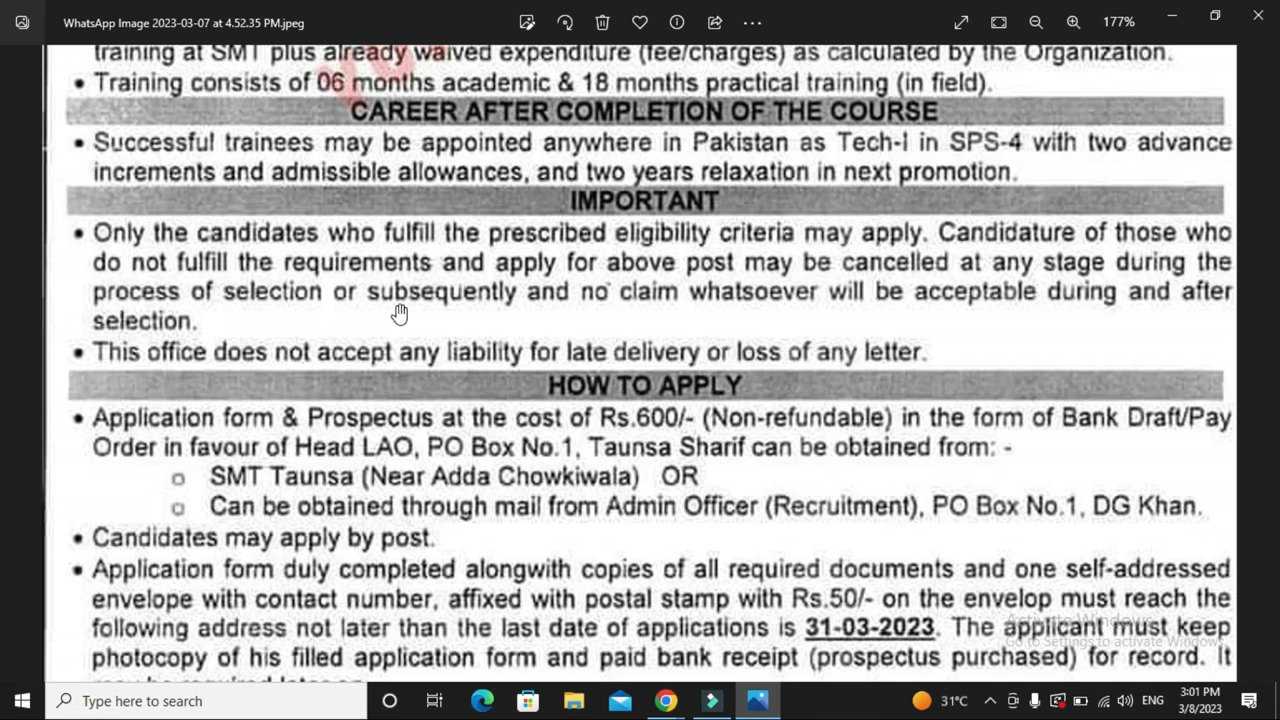 WhatsApp Image 2023-03-07 at 4.52.35 PM.jpeg
177%
training at SMT plus already waived expenditure (fee/charges) as calculated by the Organization.
• Training consists of 06 months academic & 18 months practical training (in field).
CAREER AFTER COMPLETION OF THE COURSE
• Successful trainees may be appointed anywhere in Pakistan as Tech-I in SPS-4 with two advance
increments and admissible allowances, and two years relaxation in next promotion.
IMPORTANT
• Only the candidates who fulfill the prescribed eligibility criteria may apply. Candidature of those who
do not fulfill the requirements and apply for above post may be cancelled at any stage during the
process of selection or subsequently and no claim whatsoever will be acceptable during and after
selection.
• This office does not accept any liability for late delivery or loss of any letter.
HOW TO APPLY
• Application form & Prospectus at the cost of Rs.600/- (Non-refundable) in the form of Bank Draft/Pay
Order in favour of Head LAO, PO Box No.1, Taunsa Sharif can be obtained from: -
o SMT Taunsa (Near Adda Chowkiwala) OR
o Can be obtained through mail from Admin Officer (Recruitment), PO Box No.1, DG Khan.
• Candidates may apply by post.
• Application form duly completed alongwith copies of all required documents and one self-addressed
envelope with contact number, affixed with postal stamp with Rs.50/- on the envelop must reach the
following address not later than the last date of applications is 31-03-2023. The applicant must keep
photocopy of his filled application form and paid bank receipt (prospectus purchased) for record. It
Activate Windows
Go to Settings to activate Windows.
Type here to search
31°C
ENG
3:01 PM
3/8/2023